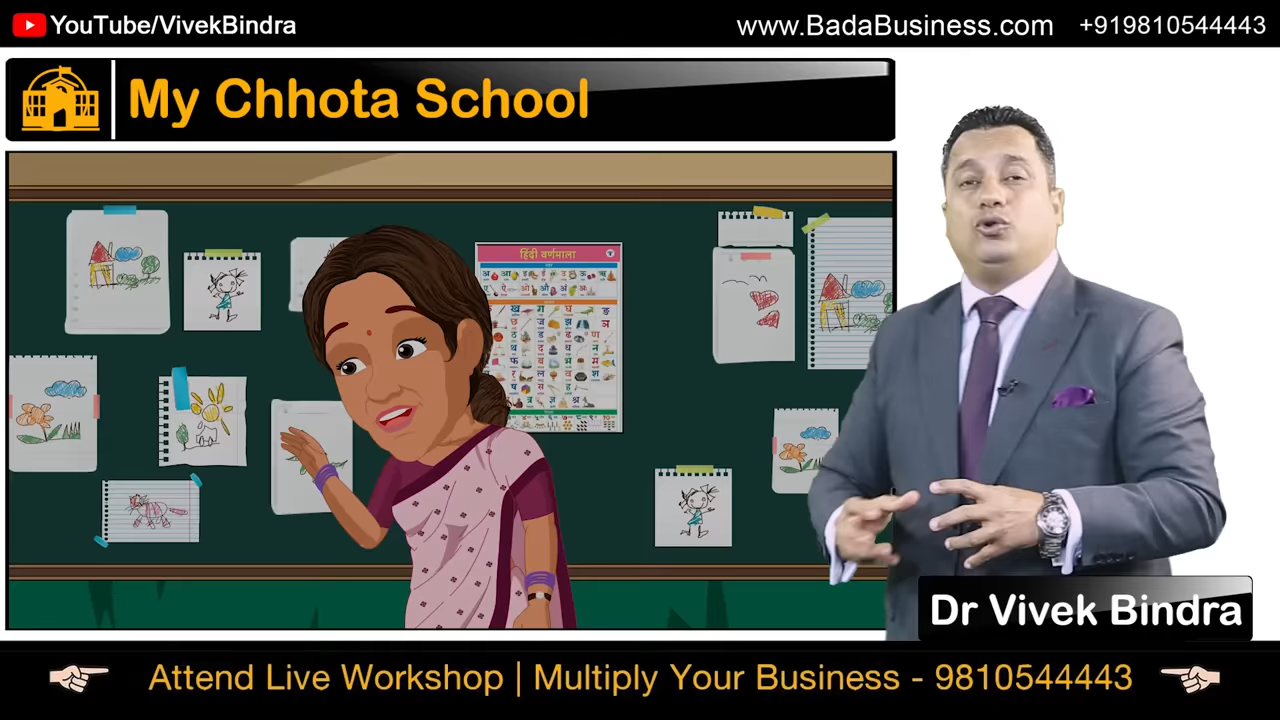 YouTube/VivekBindra
www.BadaBusiness.com +919810544443
My Chhota School
हिंदी वर्णमाला
अ आ इ ई उ ऊ ऋ
ए ऐ ओ औ अं अः
ख ग घ ङ
छ ज झ ञ
ठ ड ढ ण
थ द ध न
फ ब भ म
र ल व श
ष स ह
त्र ज्ञ श्र
Dr Vivek Bindra
Attend Live Workshop | Multiply Your Business - 9810544443